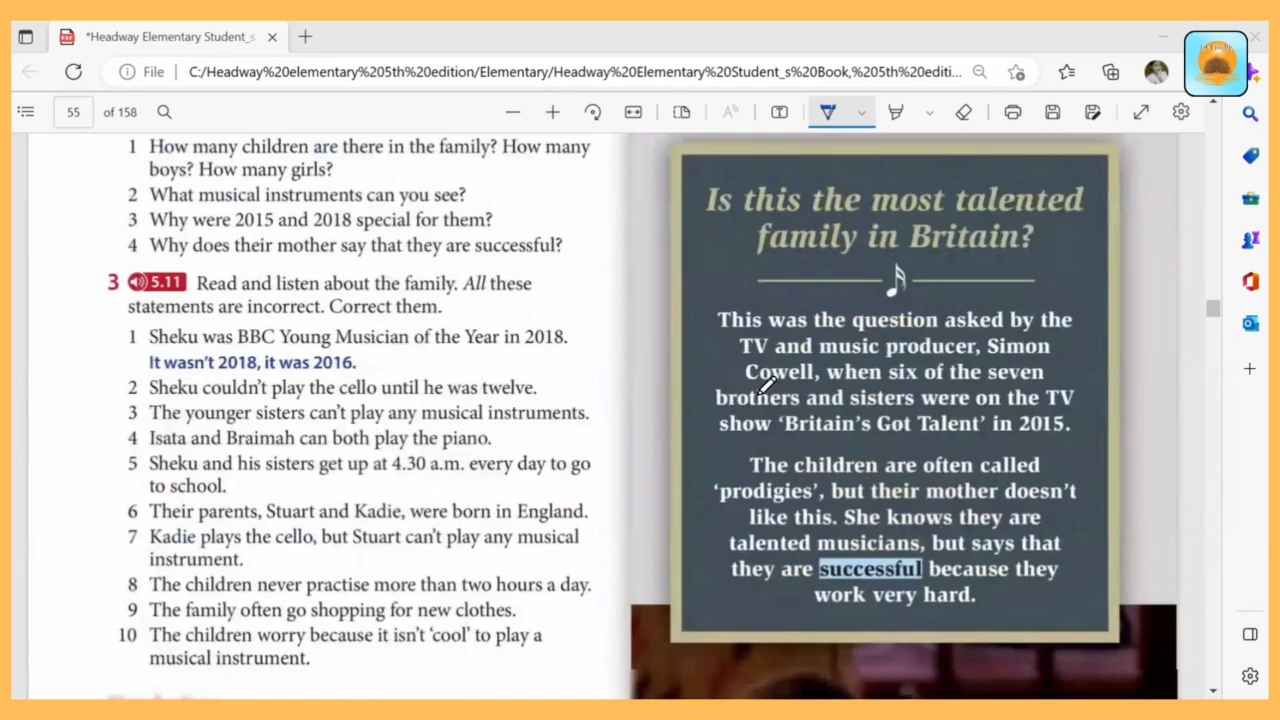 *Headway Elementary Student_s
File
C:/Headway%20elementary%205th%20edition/Elementary/Headway%20Elementary%20Student_s%20Book,%205th%20editi...
55 of 158
1 How many children are there in the family? How many
boys? How many girls?
2 What musical instruments can you see?
3 Why were 2015 and 2018 special for them?
4 Why does their mother say that they are successful?
3 5.11 Read and listen about the family. All these
statements are incorrect. Correct them.
1 Sheku was BBC Young Musician of the Year in 2018.
It wasn't 2018, it was 2016.
2 Sheku couldn't play the cello until he was twelve.
3 The younger sisters can't play any musical instruments.
4 Isata and Braimah can both play the piano.
5 Sheku and his sisters get up at 4.30 a.m. every day to go
to school.
6 Their parents, Stuart and Kadie, were born in England.
7 Kadie plays the cello, but Stuart can't play any musical
instrument.
8 The children never practise more than two hours a day.
9 The family often go shopping for new clothes.
10 The children worry because it isn't 'cool' to play a
musical instrument.
Is this the most talented
family in Britain?
This was the question asked by the
TV and music producer, Simon
Cowell, when six of the seven
brothers and sisters were on the TV
show 'Britain's Got Talent' in 2015.
The children are often called
'prodigies', but their mother doesn't
like this. She knows they are
talented musicians, but says that
they are successful because they
work very hard.